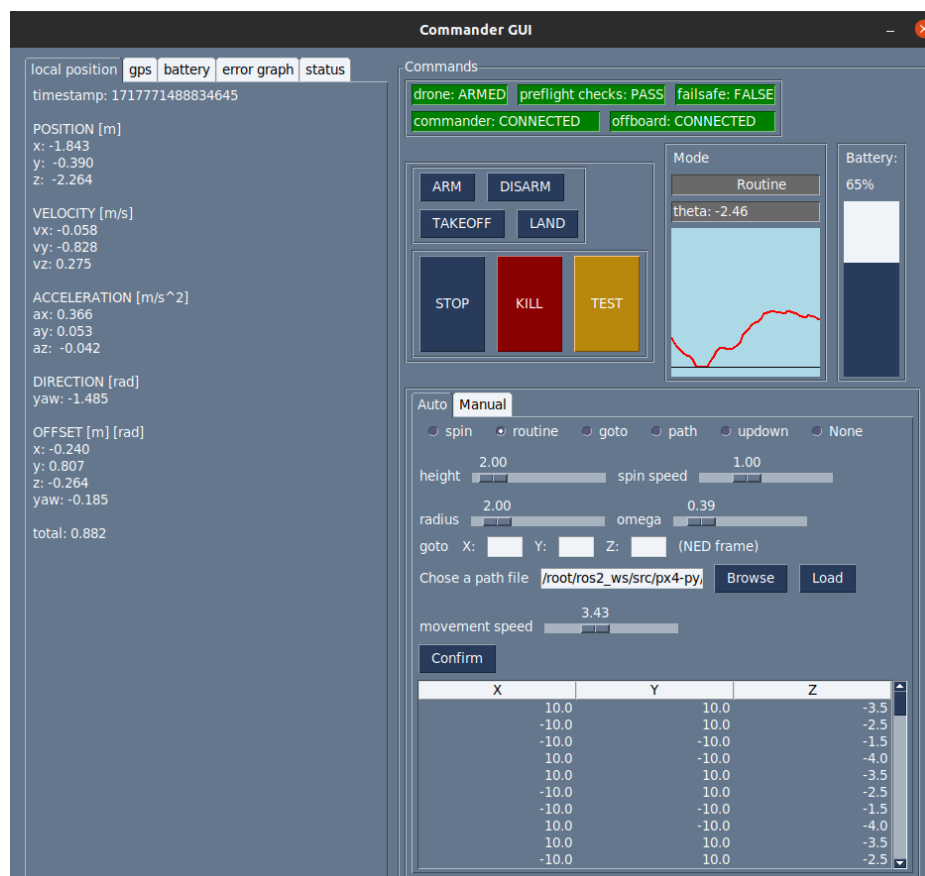 Commander GUI
local position gps battery error graph status
timestamp: 1717771488834645
POSITION [m]
x: -1.843
y: -0.390
z: -2.264
VELOCITY [m/s]
vx: -0.058
vy: -0.828
vz: 0.275
ACCELERATION [m/s^2]
ax: 0.366
ay: 0.053
az: -0.042
DIRECTION [rad]
yaw: -1.485
OFFSET [m] [rad]
x: -0.240
y: 0.807
z: -0.264
yaw: -0.185
total: 0.882
Commands
drone: ARMED preflight checks: PASS failsafe: FALSE
commander: CONNECTED offboard: CONNECTED
ARM DISARM
TAKEOFF LAND
STOP KILL TEST
Mode
Routine
theta: -2.46
Battery:
65%
Auto Manual
spin routine goto path updown None
height 2.00 spin speed 1.00
radius 2.00 omega 0.39
goto X: Y: Z: (NED frame)
Chose a path file /root/ros2_ws/src/px4-py/ Browse Load
movement speed 3.43
Confirm
X Y Z
10.0 10.0 -3.5
-10.0 10.0 -2.5
-10.0 -10.0 -1.5
10.0 -10.0 -4.0
10.0 10.0 -3.5
-10.0 10.0 -2.5
-10.0 -10.0 -1.5
10.0 -10.0 -4.0
10.0 10.0 -3.5
-10.0 10.0 -2.5